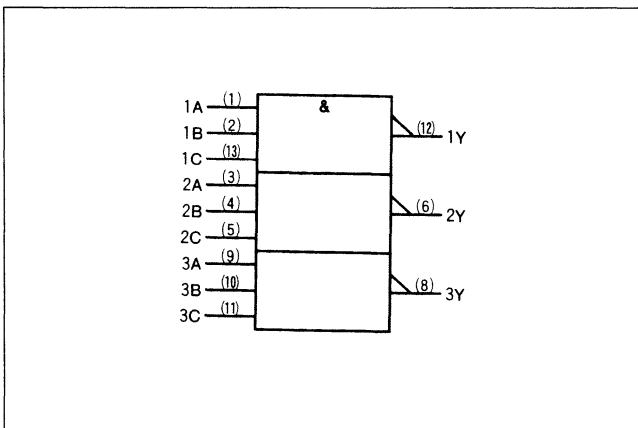 &
1A (1)
1B (2)
1C (13)
(12) 1Y
2A (3)
2B (4)
2C (5)
(6) 2Y
3A (9)
3B (10)
3C (11)
(8) 3Y